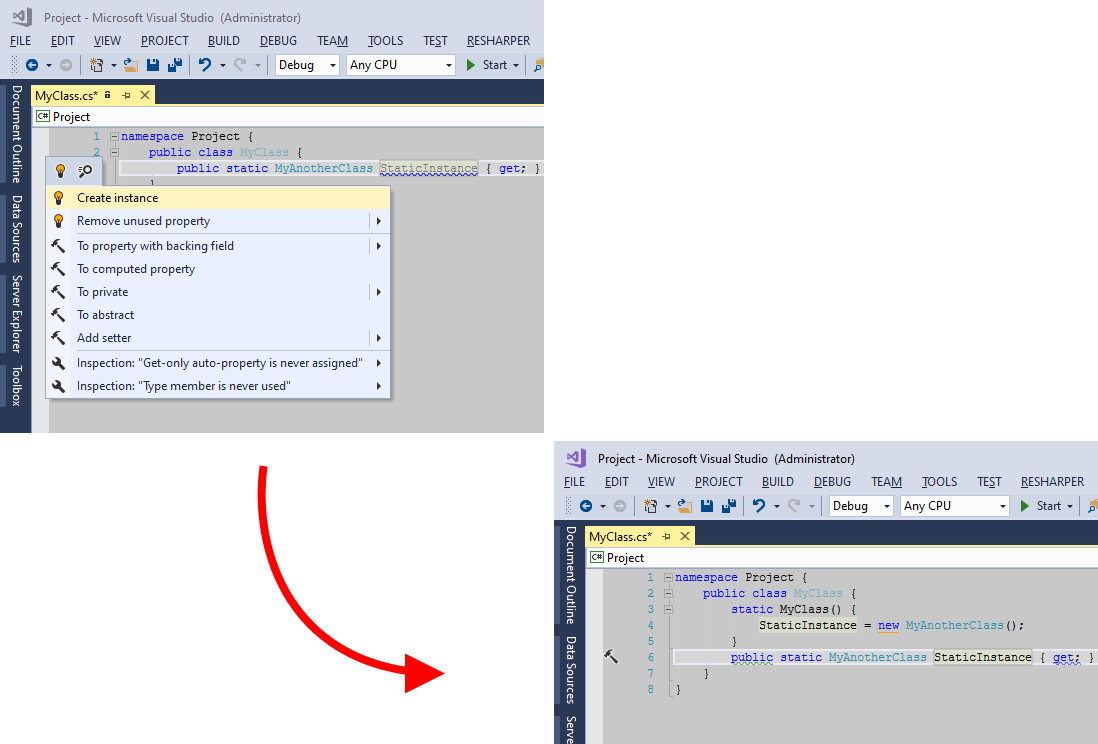 Project - Microsoft Visual Studio (Administrator)
FILE EDIT VIEW PROJECT BUILD DEBUG TEAM TOOLS TEST RESHARPER
Debug Any CPU Start
MyClass.cs*
C# Project
Document Outline
Data Sources
Server Explorer
Toolbox
1 namespace Project {
2 public class MyClass {
public static MyAnotherClass StaticInstance { get; }
}
Create instance
Remove unused property
To property with backing field
To computed property
To private
To abstract
Add setter
Inspection: "Get-only auto-property is never assigned"
Inspection: "Type member is never used"
Project - Microsoft Visual Studio (Administrator)
FILE EDIT VIEW PROJECT BUILD DEBUG TEAM TOOLS TEST RESHARPER
Debug Any CPU Start
MyClass.cs*
C# Project
Document Outline
Data Sources
Serve
1 namespace Project {
2 public class MyClass {
3 static MyClass() {
4 StaticInstance = new MyAnotherClass();
5 }
6 public static MyAnotherClass StaticInstance { get; }
7 }
8 }